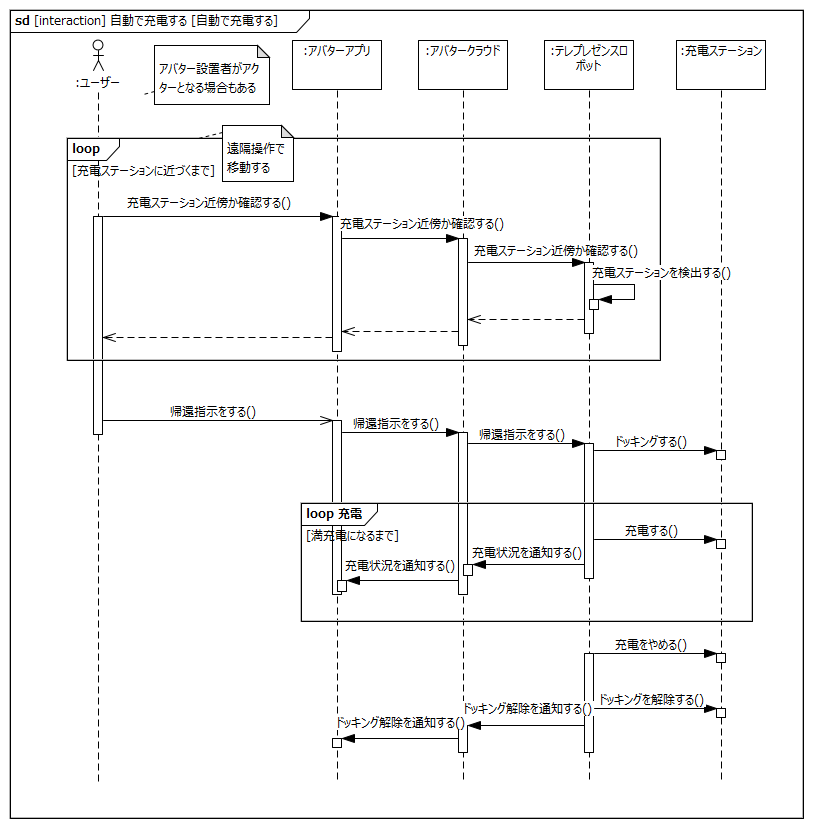 sd [interaction] 自動で充電する [自動で充電する]
:ユーザー
アバター設置者がアク
ターとなる場合もある
:アバターアプリ
:アバタークラウド
:テレプレゼンスロ
ボット
:充電ステーション
loop
[充電ステーションに近づくまで]
遠隔操作で
移動する
充電ステーション近傍か確認する()
充電ステーション近傍か確認する()
充電ステーション近傍か確認する()
充電ステーションを検出する()
帰還指示をする()
帰還指示をする()
帰還指示をする()
ドッキングする()
loop 充電
[満充電になるまで]
充電する()
充電状況を通知する()
充電状況を通知する()
充電をやめる()
ドッキングを解除する()
ドッキング解除を通知する()
ドッキング解除を通知する()